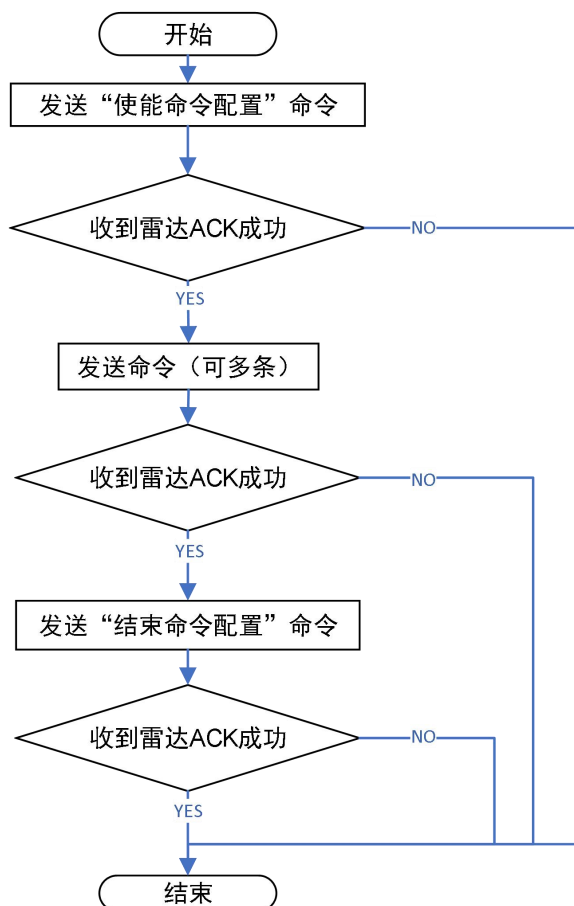 开始
发送“使能命令配置”命令
收到雷达ACK成功
NO
YES
发送命令（可多条）
收到雷达ACK成功
NO
YES
发送“结束命令配置”命令
收到雷达ACK成功
NO
YES
结束